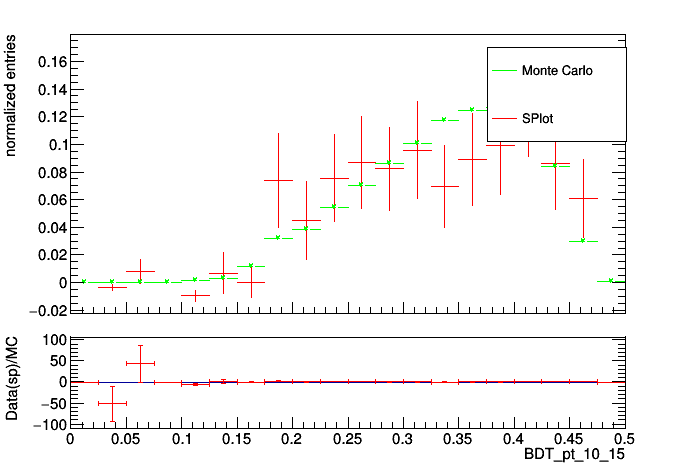 normalized entries
0.16
0.14
0.12
0.1
0.08
0.06
0.04
0.02
0
−0.02
Monte Carlo
SPlot
Data(sp)/MC
100
50
0
−50
−100
0 0.05 0.1 0.15 0.2 0.25 0.3 0.35 0.4 0.45 0.5
BDT_pt_10_15